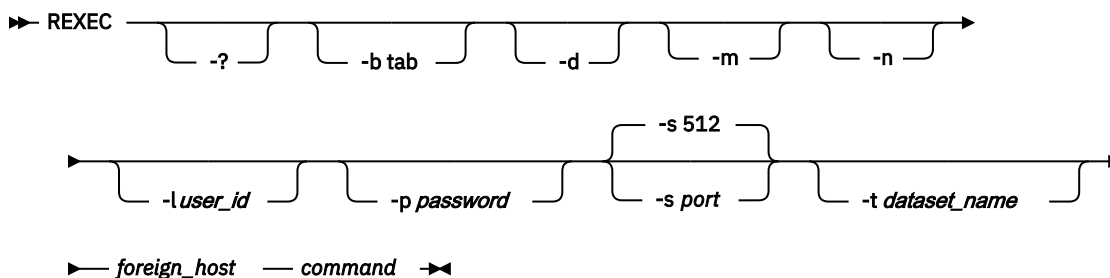 REXEC
-? -b tab -d -m -n
-s 512
-l user_id -p password -s port -t dataset_name
foreign_host command